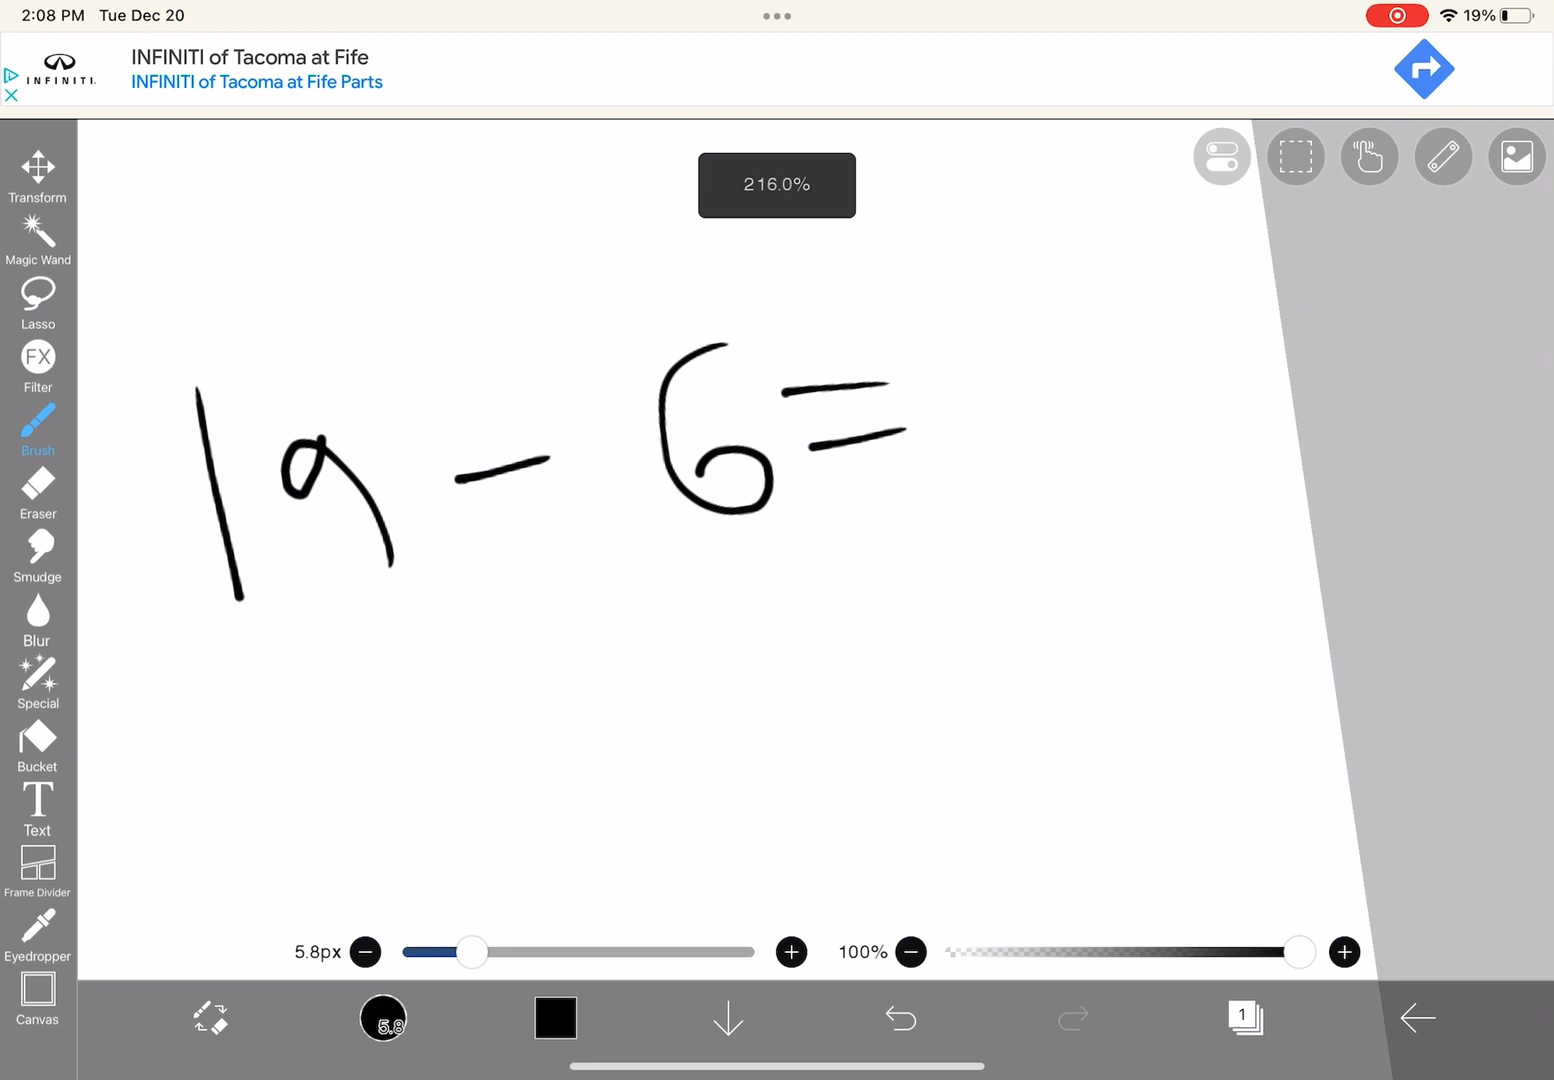 2:08 PM Tue Dec 20
19%
INFINITI of Tacoma at Fife
INFINITI.
INFINITI of Tacoma at Fife Parts
216.0%
Transform
Magic Wand
Lasso
FX
Filter
Brush
Eraser
Smudge
Blur
Special
Bucket
T
Text
Frame Divider
Eyedropper
Canvas
19 - 6 =
5.8px
100%
5.8
1